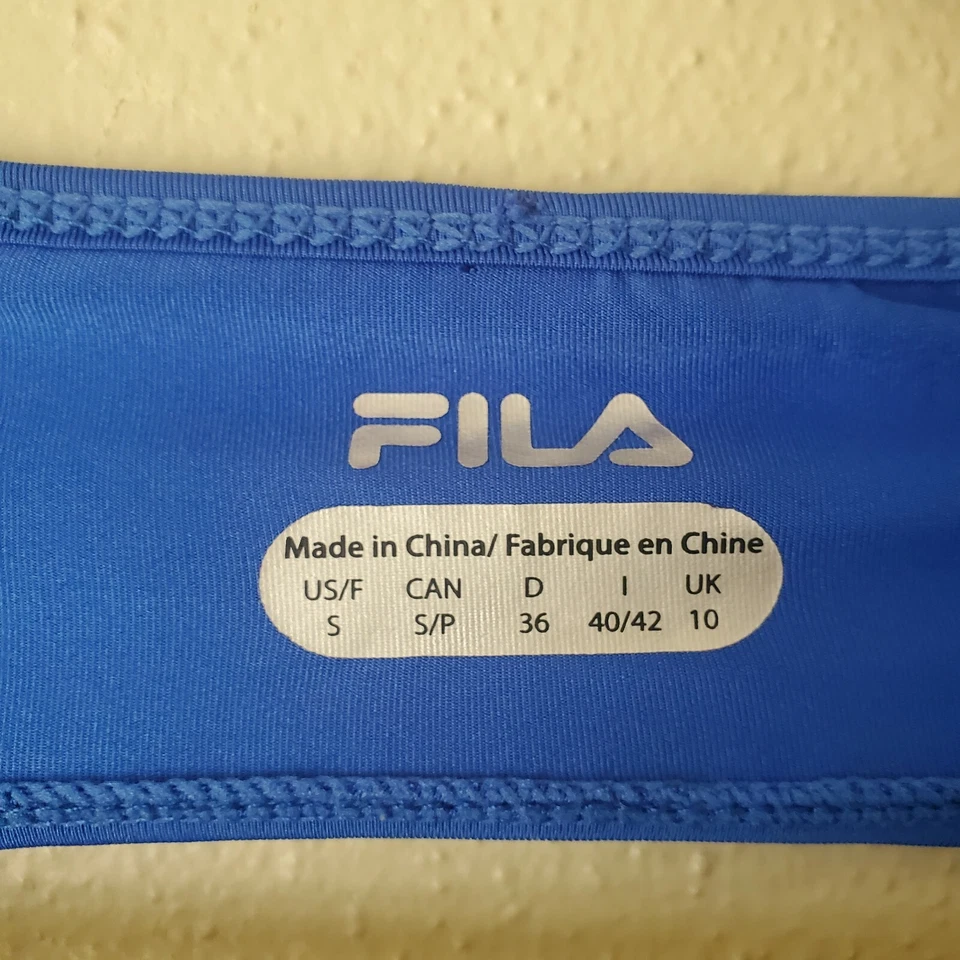 FILA
Made in China/ Fabrique en Chine
US/F CAN D I UK
S S/P 36 40/42 10